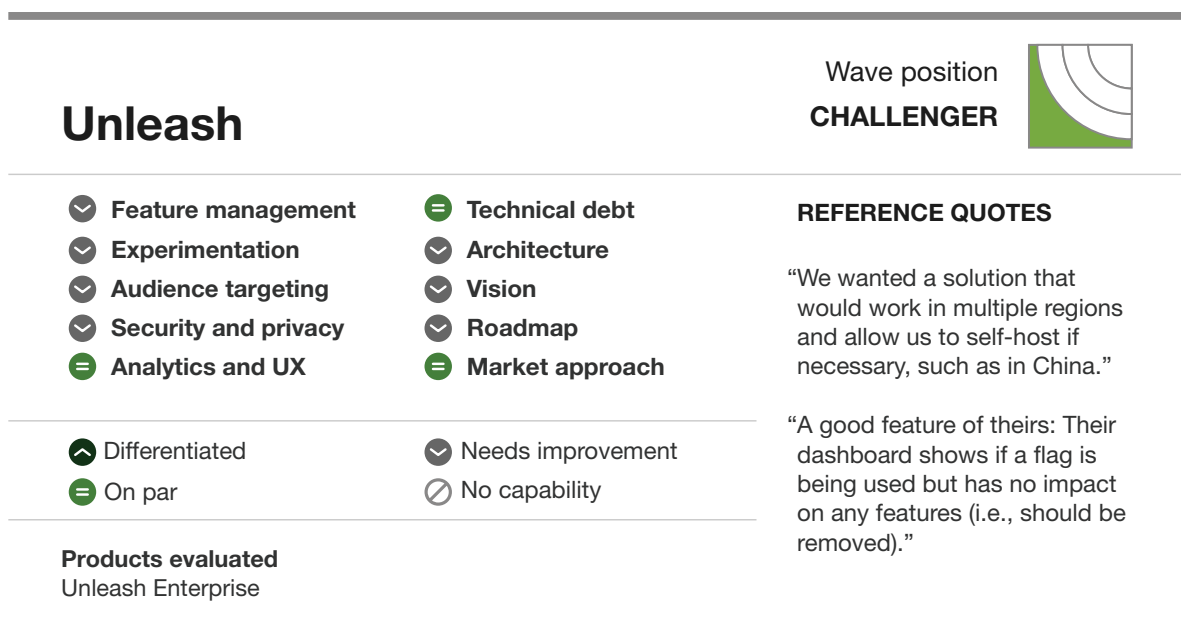 Unleash
Wave position
CHALLENGER
Feature management
Experimentation
Audience targeting
Security and privacy
Analytics and UX
Technical debt
Architecture
Vision
Roadmap
Market approach
Differentiated
On par
Needs improvement
No capability
Products evaluated
Unleash Enterprise
REFERENCE QUOTES
“We wanted a solution that
would work in multiple regions
and allow us to self-host if
necessary, such as in China.”
“A good feature of theirs: Their
dashboard shows if a flag is
being used but has no impact
on any features (i.e., should be
removed).”